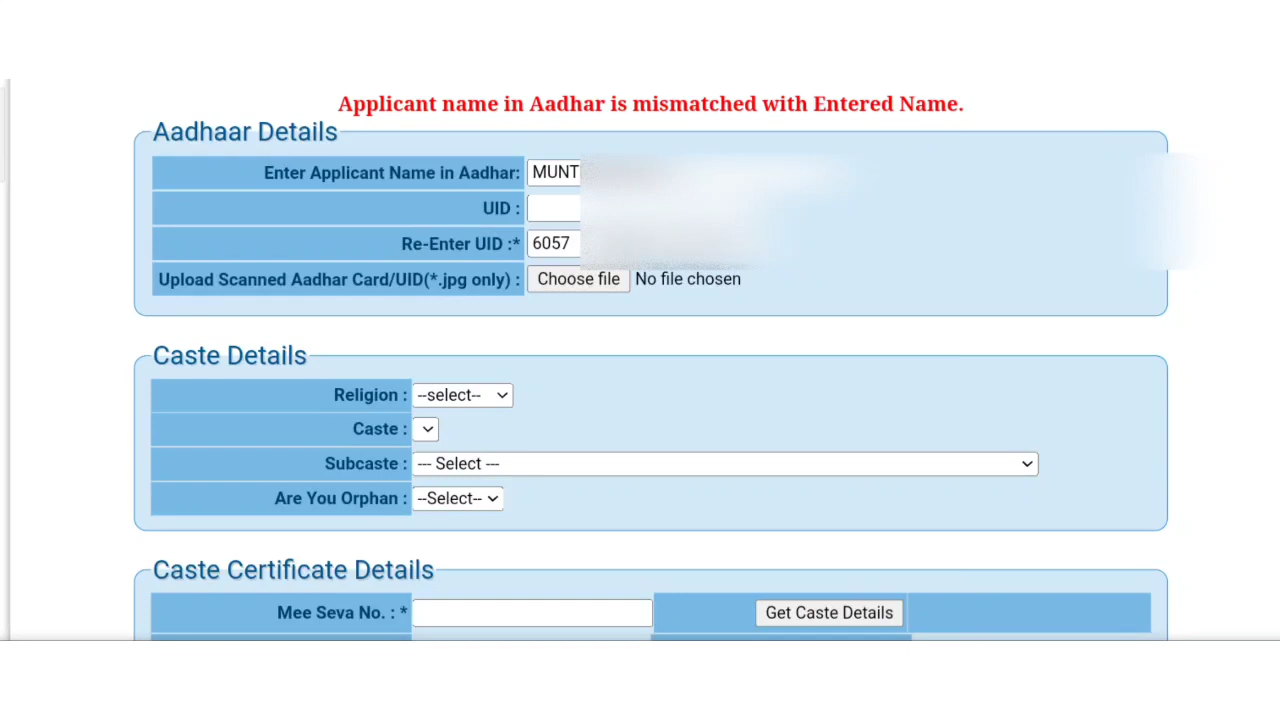 Applicant name in Aadhar is mismatched with Entered Name.
Aadhaar Details
Enter Applicant Name in Aadhar: MUNT
UID :
Re-Enter UID :* 6057
Upload Scanned Aadhar Card/UID(*.jpg only) : Choose file No file chosen
Caste Details
Religion : --select--
Caste :
Subcaste : --- Select ---
Are You Orphan : --Select--
Caste Certificate Details
Mee Seva No. : * Get Caste Details